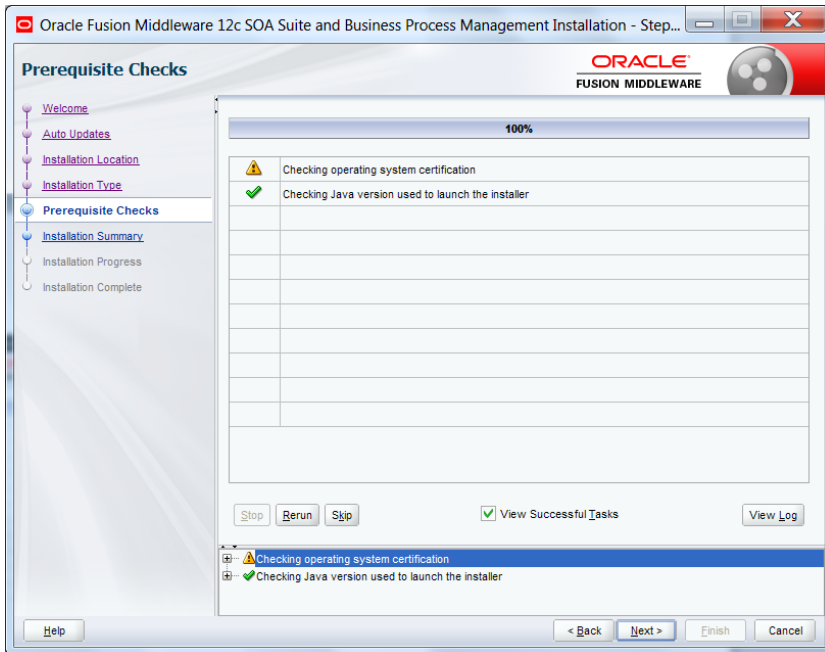 Oracle Fusion Middleware 12c SOA Suite and Business Process Management Installation - Step...
Prerequisite Checks
ORACLE
FUSION MIDDLEWARE
Welcome
Auto Updates
Installation Location
Installation Type
Prerequisite Checks
Installation Summary
Installation Progress
Installation Complete
100%
Checking operating system certification
Checking Java version used to launch the installer
Stop Rerun Skip View Successful Tasks View Log
Checking operating system certification
Checking Java version used to launch the installer
Help < Back Next > Finish Cancel